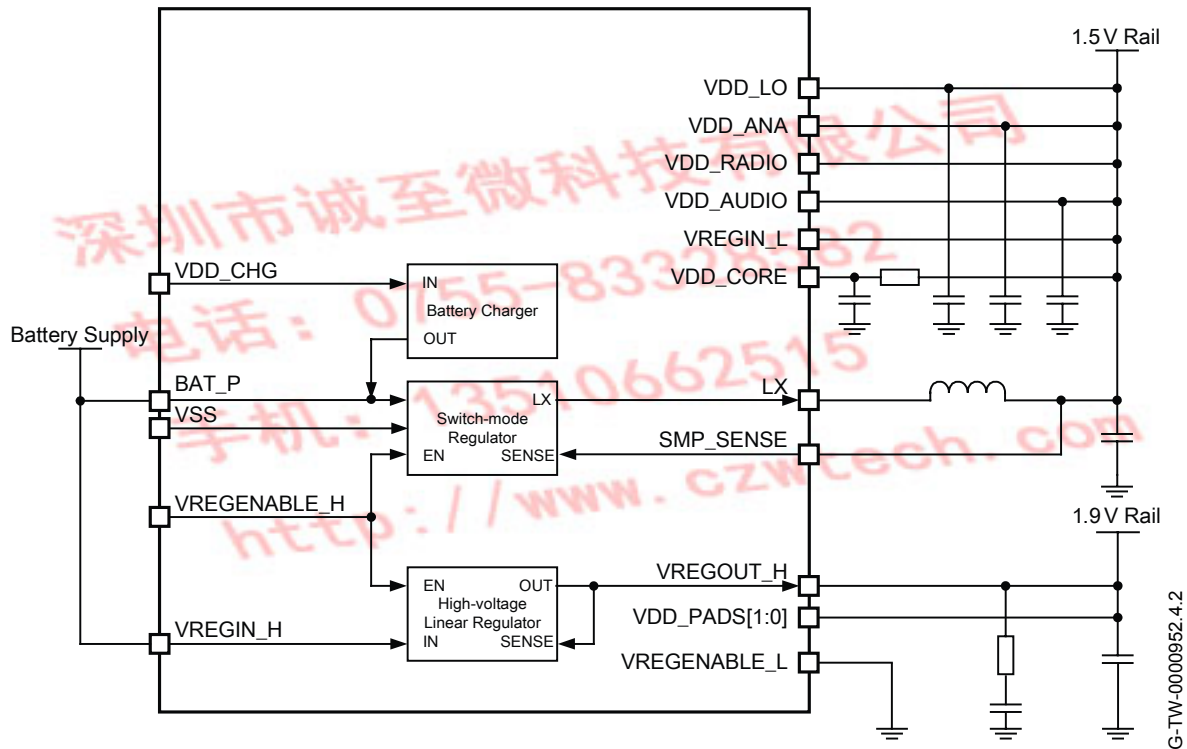 1.5 V Rail
VDD_LO
VDD_ANA
VDD_RADIO
VDD_AUDIO
VREGIN_L
VDD_CORE
深圳市诚至微科技有限公司
电话：0755-83328582
手机：13510662515
http://www.czwtech.com
VDD_CHG
IN
Battery Charger
OUT
Battery Supply
BAT_P
VSS
LX
Switch-mode
Regulator
EN SENSE
LX
SMP_SENSE
VREGENABLE_H
1.9 V Rail
EN OUT
High-voltage
Linear Regulator
IN SENSE
VREGOUT_H
VDD_PADS[1:0]
VREGIN_H
VREGENABLE_L
G-TW-0000952.4.2